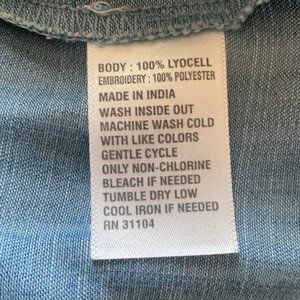 BODY : 100% LYOCELL
EMBROIDERY : 100% POLYESTER
MADE IN INDIA
WASH INSIDE OUT
MACHINE WASH COLD
WITH LIKE COLORS
GENTLE CYCLE
ONLY NON-CHLORINE
BLEACH IF NEEDED
TUMBLE DRY LOW
COOL IRON IF NEEDED
RN 31104